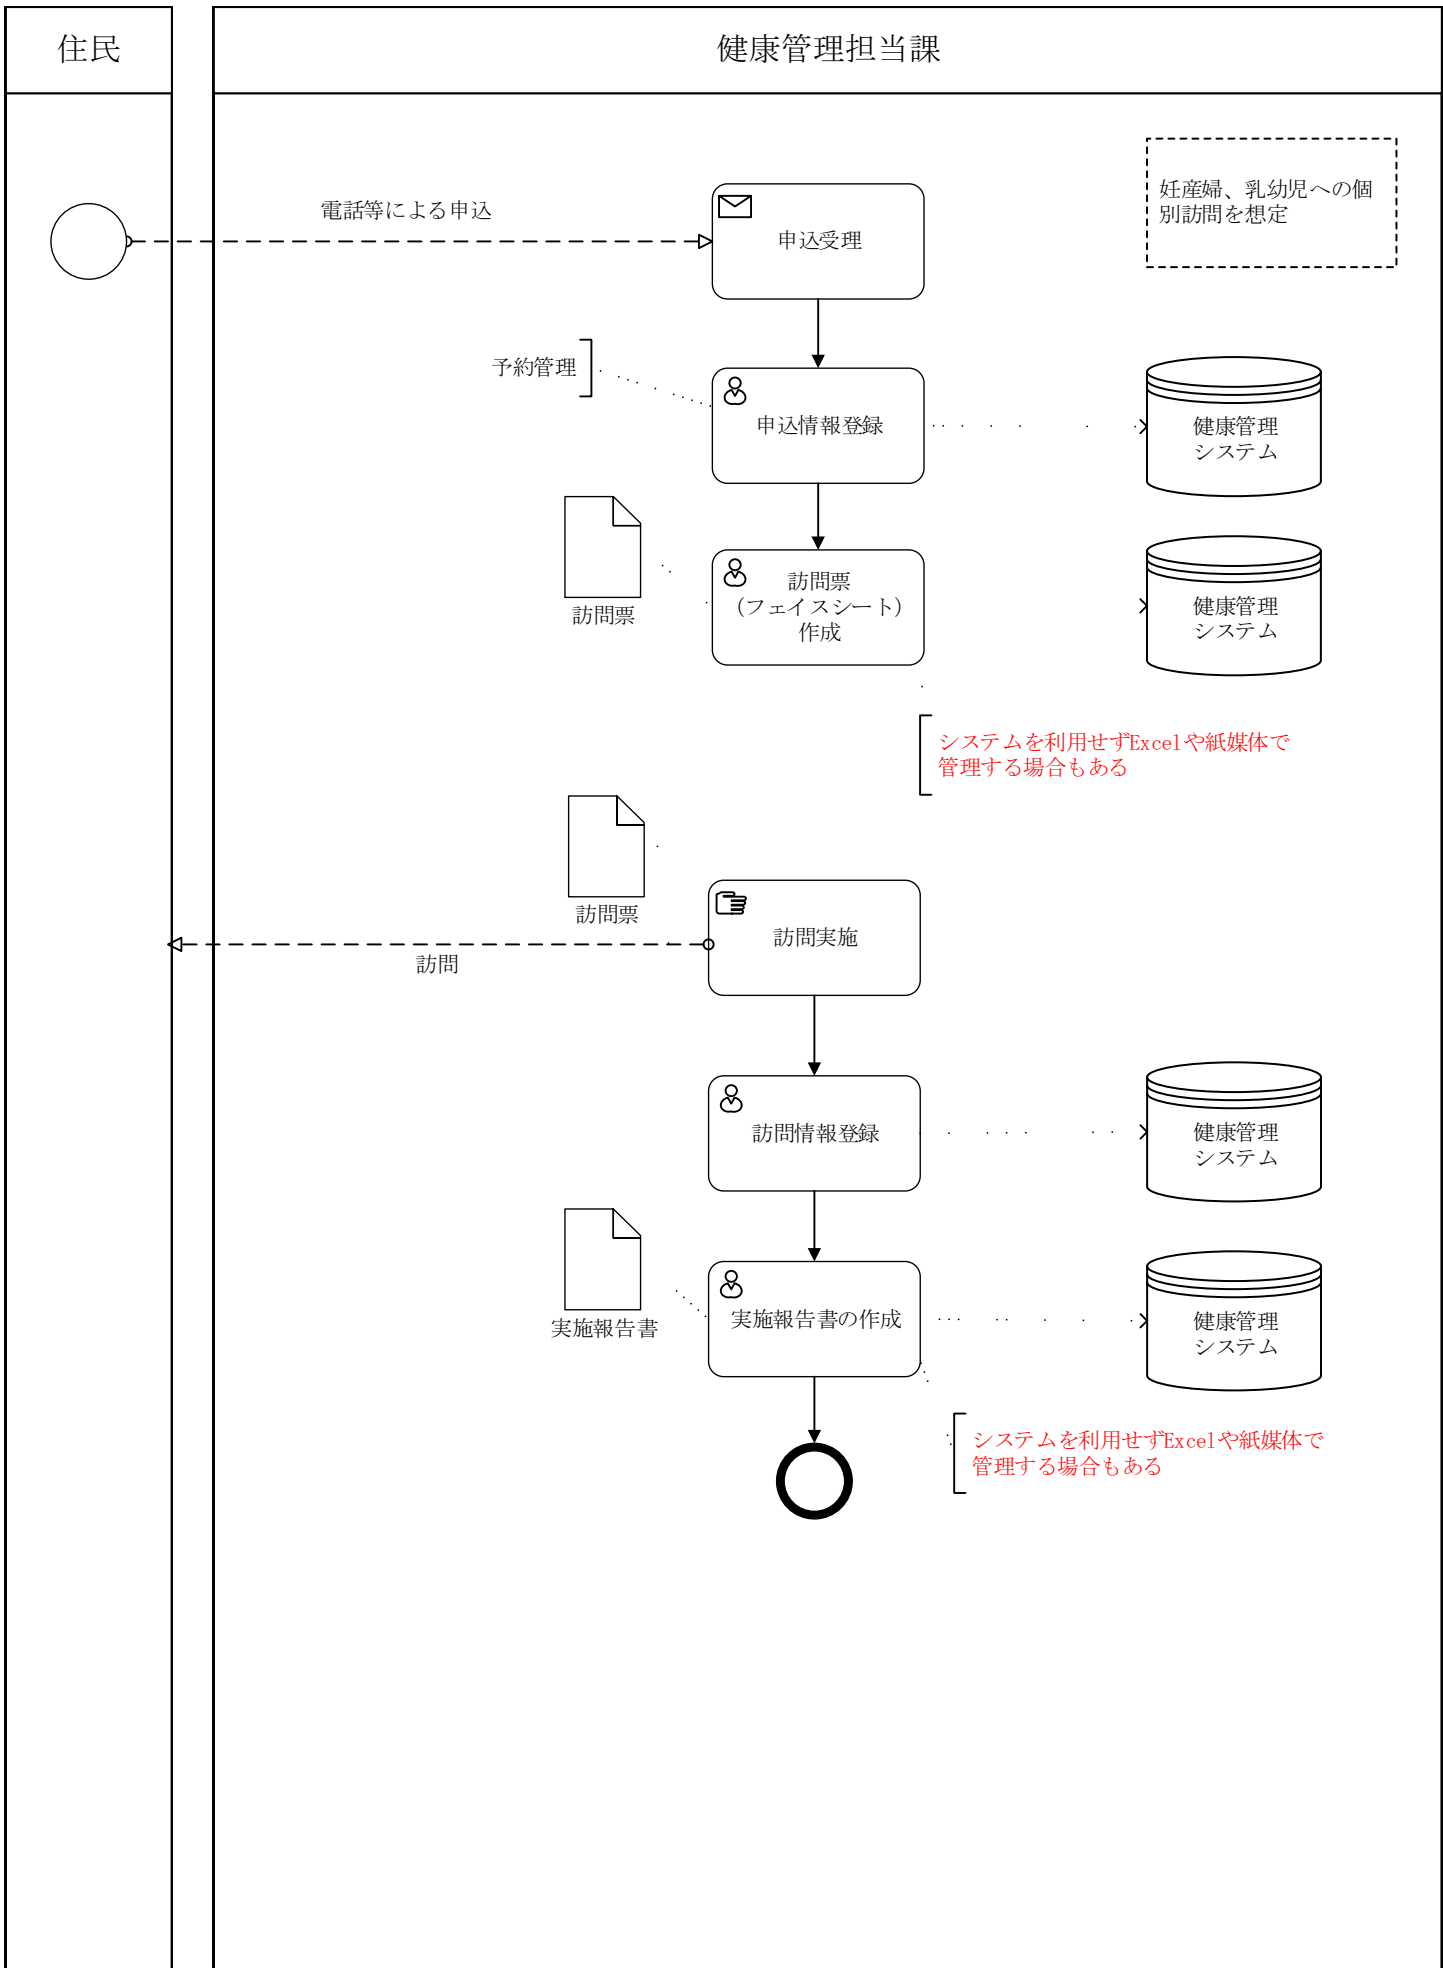 住民
健康管理担当課
妊産婦、乳幼児への個
別訪問を想定
電話等による申込
申込受理
予約管理
申込情報登録
健康管理
システム
訪問票
訪問票
（フェイスシート）
作成
健康管理
システム
システムを利用せずExcelや紙媒体で
管理する場合もある
訪問票
訪問実施
訪問
訪問情報登録
健康管理
システム
実施報告書
実施報告書の作成
健康管理
システム
システムを利用せずExcelや紙媒体で
管理する場合もある